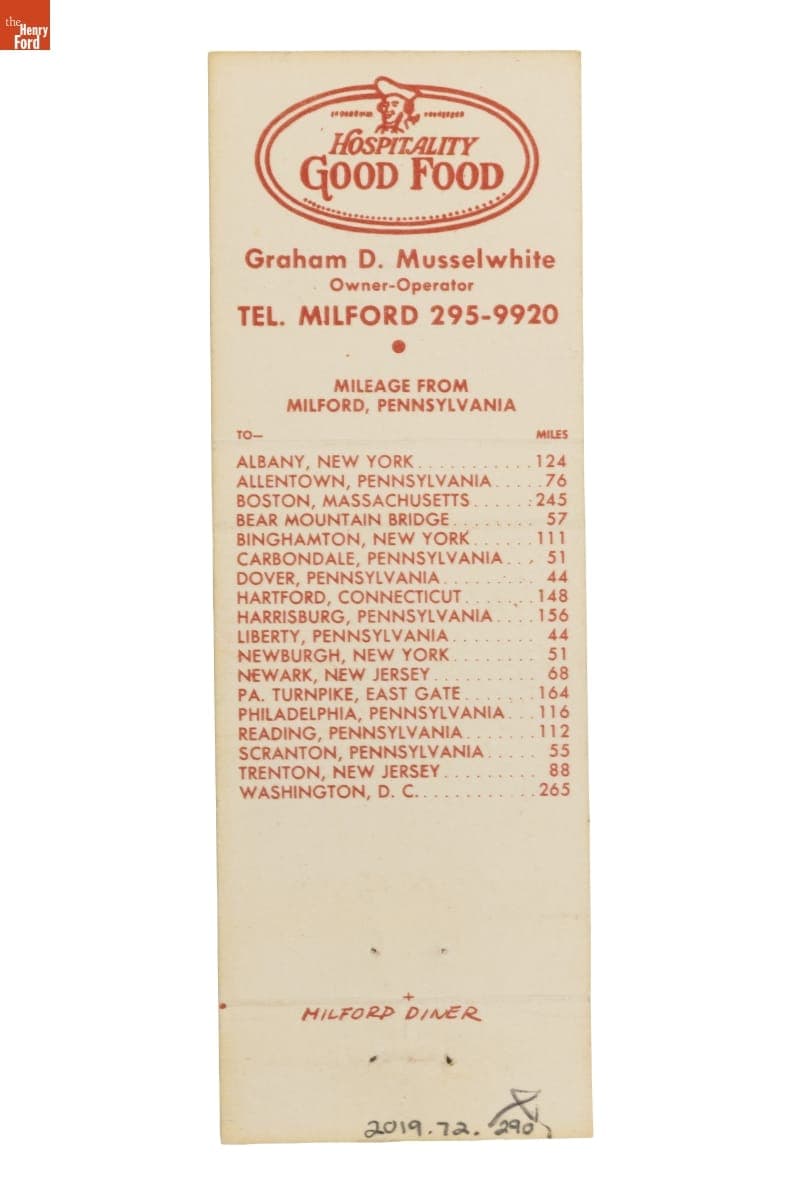 the
Henry
Ford
HOSPITALITY
GOOD FOOD
Graham D. Musselwhite
Owner-Operator
TEL. MILFORD 295-9920
MILEAGE FROM
MILFORD, PENNSYLVANIA
TO— MILES
ALBANY, NEW YORK 124
ALLENTOWN, PENNSYLVANIA 76
BOSTON, MASSACHUSETTS 245
BEAR MOUNTAIN BRIDGE 57
BINGHAMTON, NEW YORK 111
CARBONDALE, PENNSYLVANIA 51
DOVER, PENNSYLVANIA 44
HARTFORD, CONNECTICUT 148
HARRISBURG, PENNSYLVANIA 156
LIBERTY, PENNSYLVANIA 44
NEWBURGH, NEW YORK 51
NEWARK, NEW JERSEY 68
PA. TURNPIKE, EAST GATE 164
PHILADELPHIA, PENNSYLVANIA 116
READING, PENNSYLVANIA 112
SCRANTON, PENNSYLVANIA 55
TRENTON, NEW JERSEY 88
WASHINGTON, D. C. 265
MILFORD DINER
2019.72.290